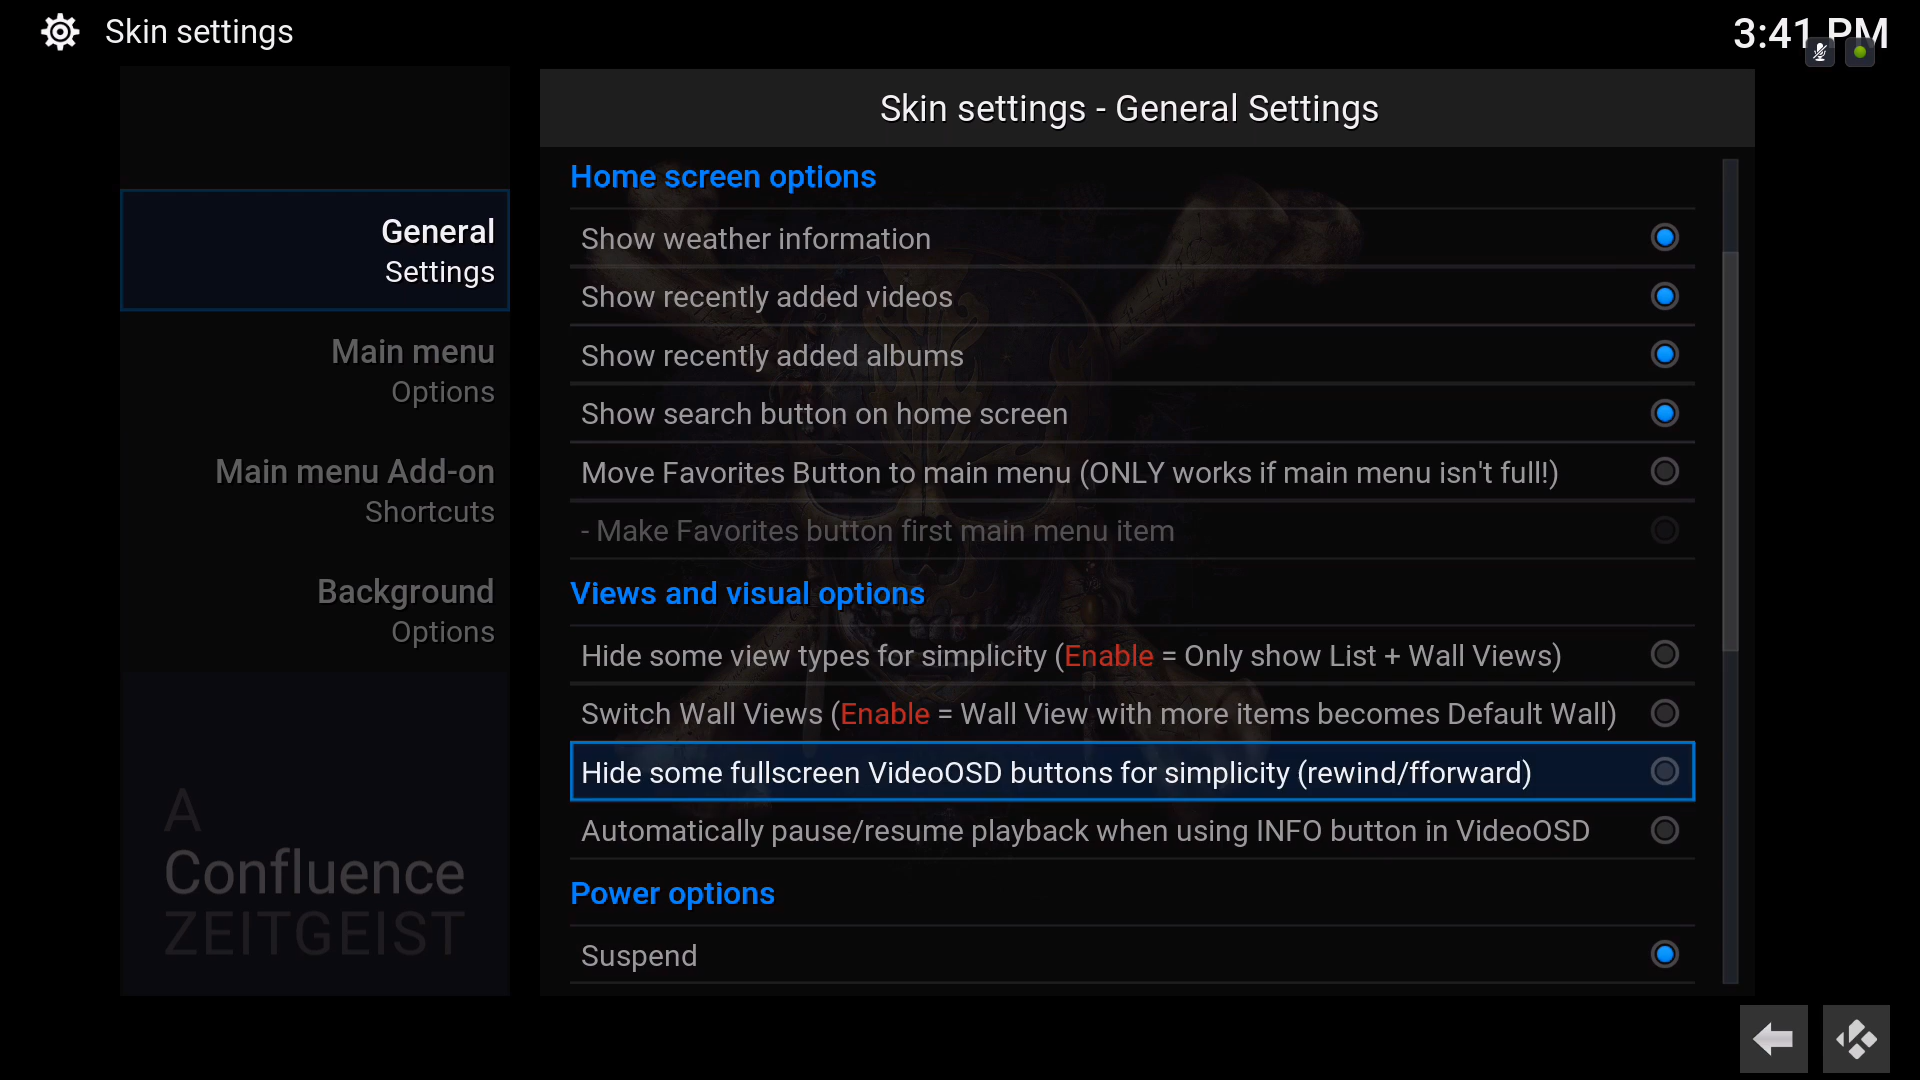 Skin settings
3:41 PM
Skin settings - General Settings
General
Settings
Main menu
Options
Main menu Add-on
Shortcuts
Background
Options
A
Confluence
ZEITGEIST
Home screen options
Show weather information
Show recently added videos
Show recently added albums
Show search button on home screen
Move Favorites Button to main menu (ONLY works if main menu isn't full!)
- Make Favorites button first main menu item
Views and visual options
Hide some view types for simplicity (Enable = Only show List + Wall Views)
Switch Wall Views (Enable = Wall View with more items becomes Default Wall)
Hide some fullscreen VideoOSD buttons for simplicity (rewind/fforward)
Automatically pause/resume playback when using INFO button in VideoOSD
Power options
Suspend